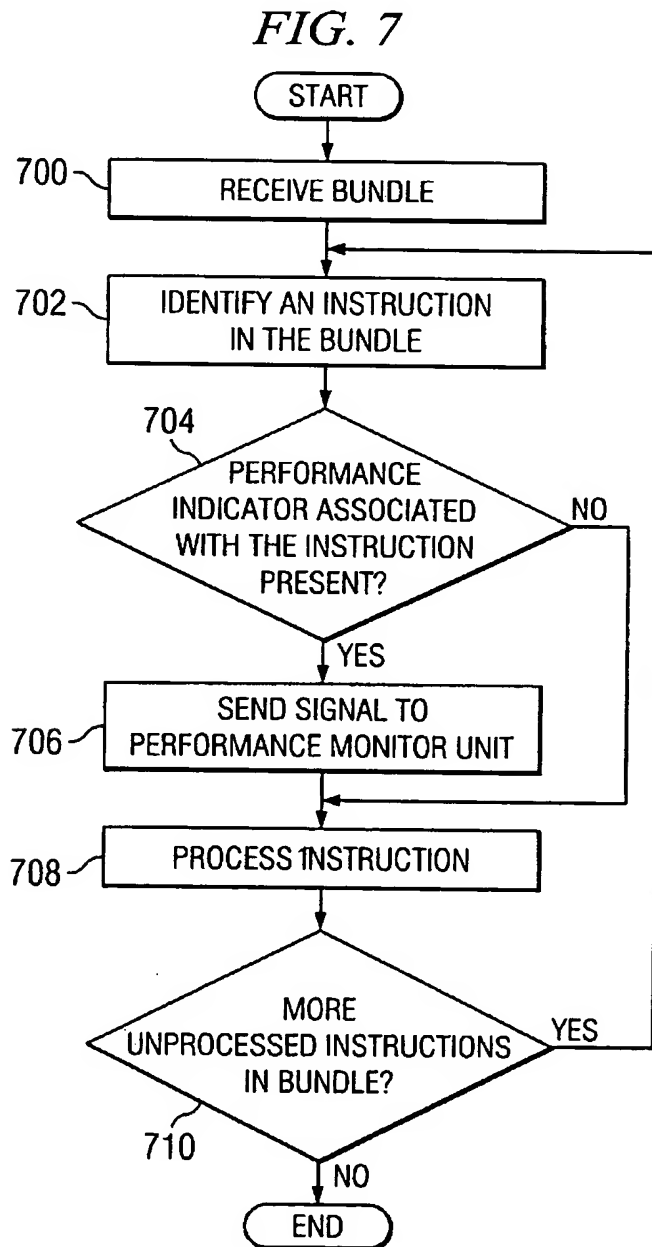 FIG. 7
START
700
RECEIVE BUNDLE
702
IDENTIFY AN INSTRUCTION
IN THE BUNDLE
704
PERFORMANCE
INDICATOR ASSOCIATED
WITH THE INSTRUCTION
PRESENT?
NO
YES
706
SEND SIGNAL TO
PERFORMANCE MONITOR UNIT
708
PROCESS INSTRUCTION
MORE
UNPROCESSED INSTRUCTIONS
IN BUNDLE?
YES
710
NO
END